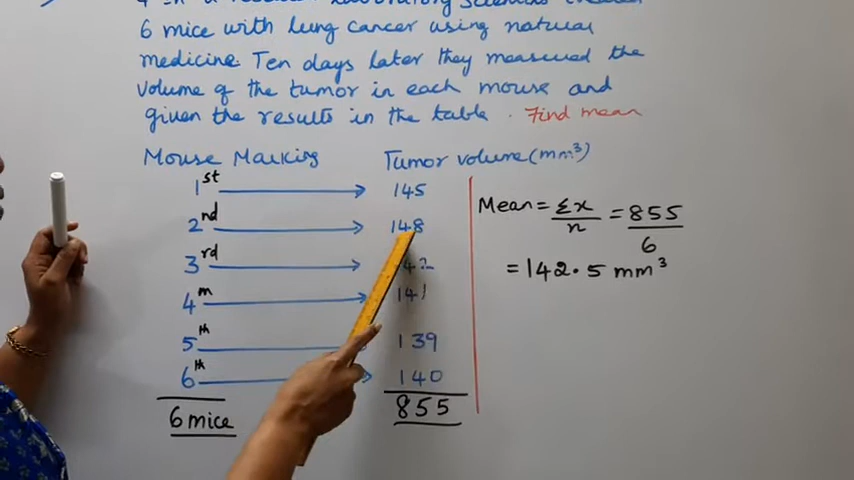 6 mice with lung cancer using natural
medicine. Ten days later they measured the
volume of the tumor in each mouse and
given the results in the table. Find mean
Mouse Marking Tumor volume (mm³)
1st 145
2nd 148
3rd 142
4th 141
5th 139
6th 140
6 mice 855
Mean = Σx/n = 855/6
= 142.5 mm³